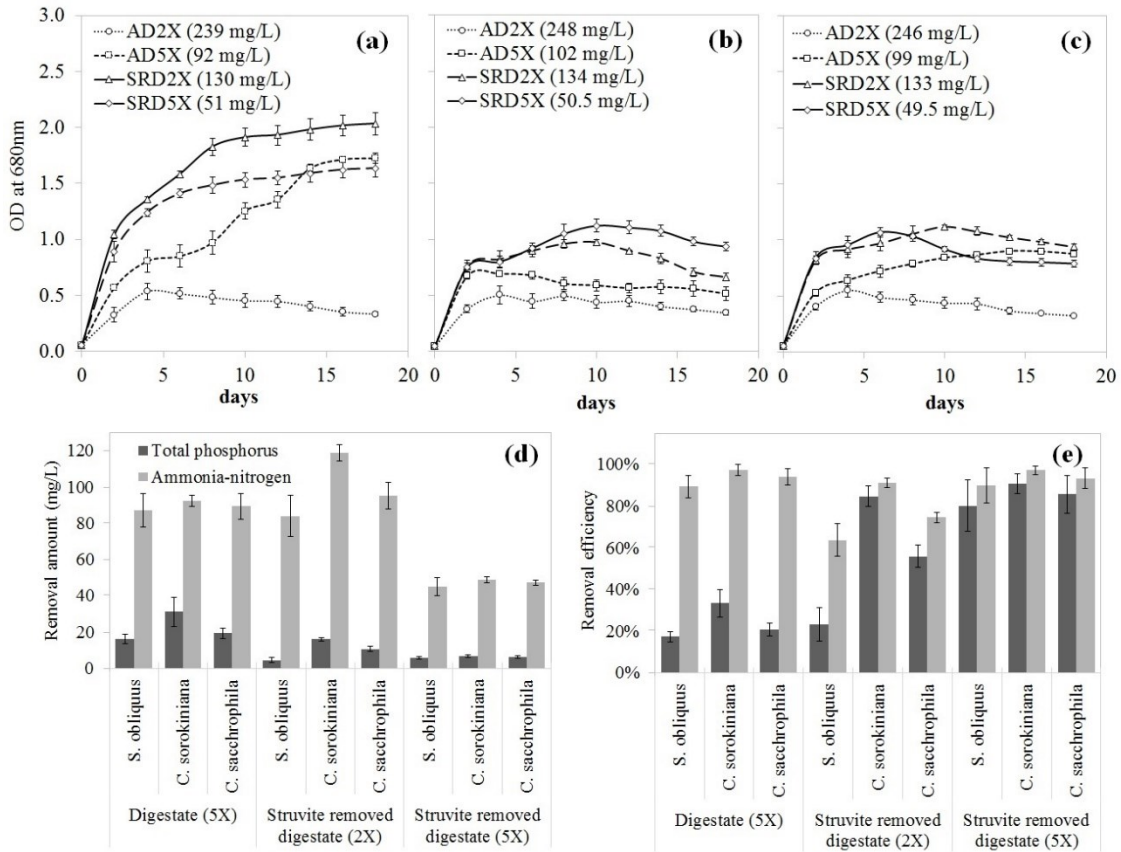 3.0
2.5
2.0
1.5
1.0
0.5
0.0
OD at 680nm
AD2X (239 mg/L)
AD5X (92 mg/L)
SRD2X (130 mg/L)
SRD5X (51 mg/L)
(a)
0 5 10 15 20
days
AD2X (248 mg/L)
AD5X (102 mg/L)
SRD2X (134 mg/L)
SRD5X (50.5 mg/L)
(b)
0 5 10 15 20
days
AD2X (246 mg/L)
AD5X (99 mg/L)
SRD2X (133 mg/L)
SRD5X (49.5 mg/L)
(c)
0 5 10 15 20
days
Removal amount (mg/L)
120
100
80
60
40
20
0
Total phosphorus
Ammonia-nitrogen
(d)
S. obliquus
C. sorokiniana
C. sacchrophila
S. obliquus
C. sorokiniana
C. sacchrophila
S. obliquus
C. sorokiniana
C. sacchrophila
Digestate (5X)
Struvite removed
digestate (2X)
Struvite removed
digestate (5X)
Removal efficiency
100%
80%
60%
40%
20%
0%
(e)
S. obliquus
C. sorokiniana
C. sacchrophila
S. obliquus
C. sorokiniana
C. sacchrophila
S. obliquus
C. sorokiniana
C. sacchrophila
Digestate (5X)
Struvite removed
digestate (2X)
Struvite removed
digestate (5X)